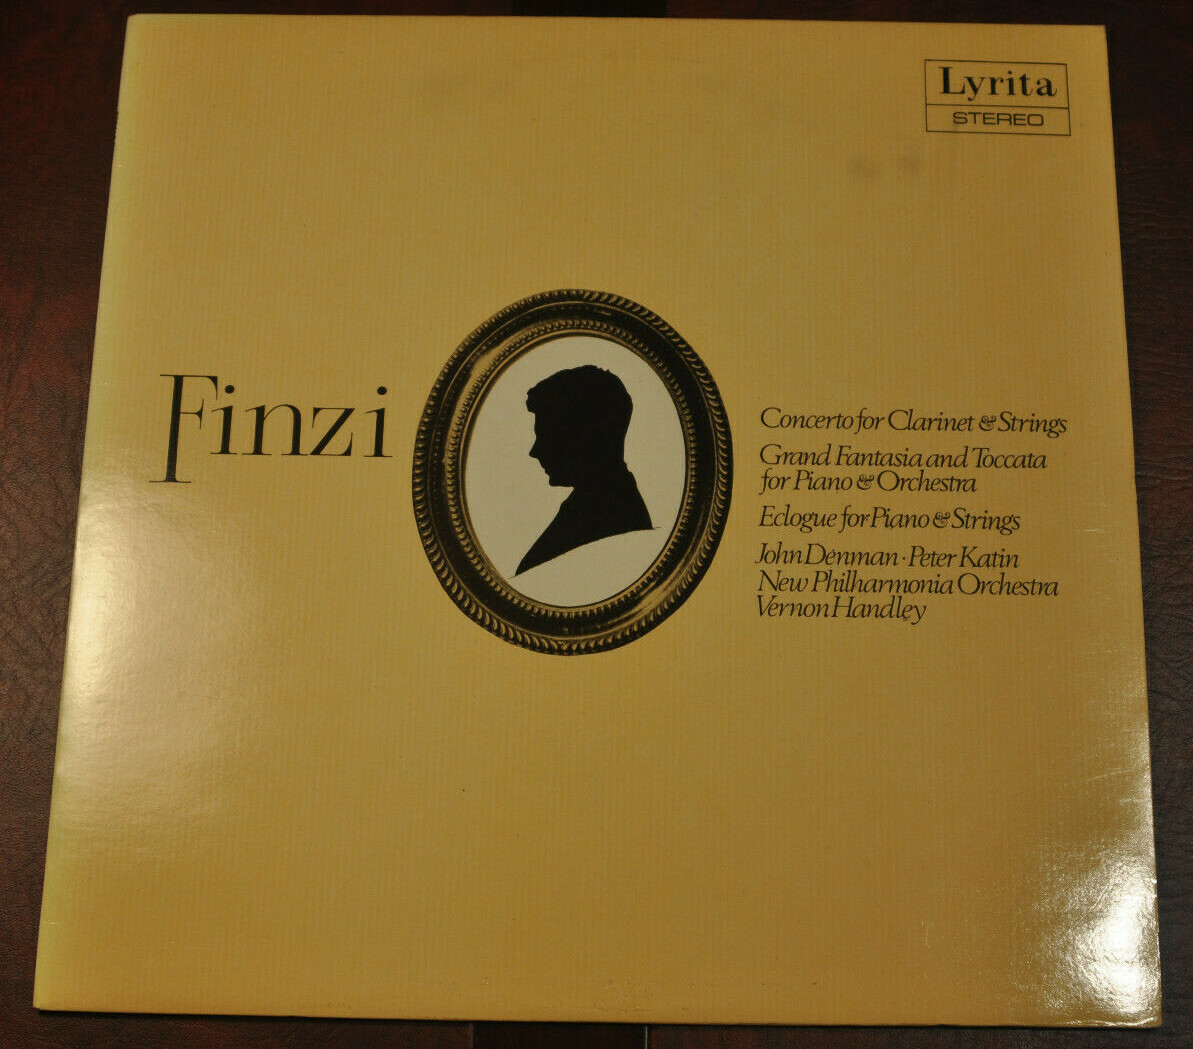 Lyrita
STEREO
Finzi
Concerto for Clarinet & Strings
Grand Fantasia and Toccata
for Piano & Orchestra
Eclogue for Piano & Strings
John Denman · Peter Katin
New Philharmonia Orchestra
Vernon Handley